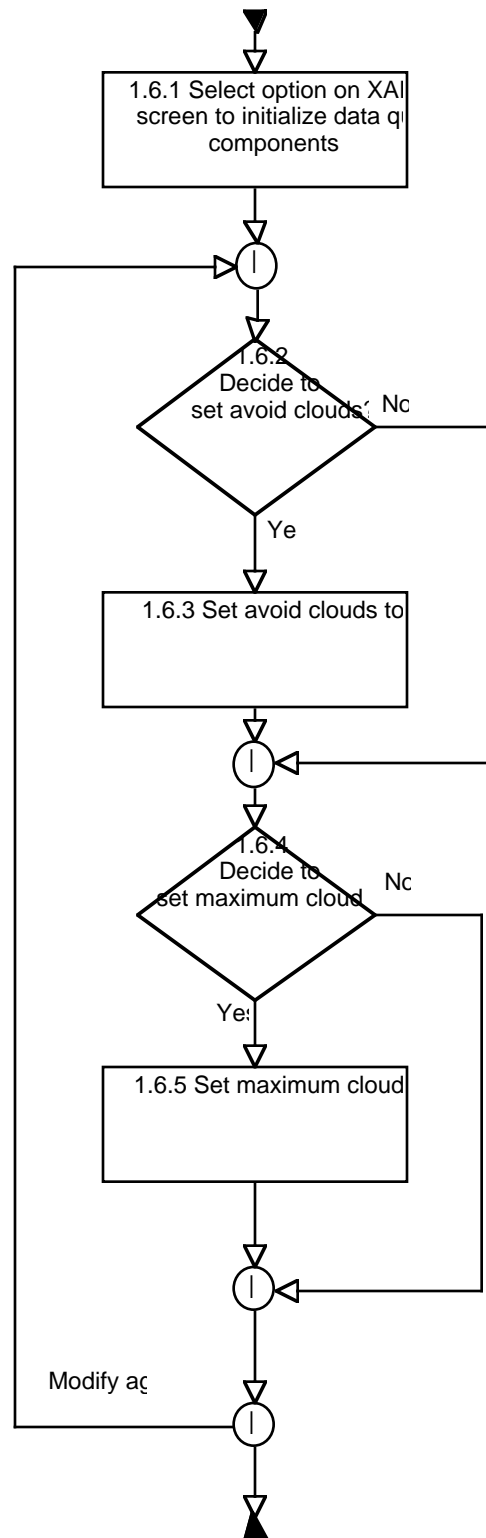 1.6.1 Select option on XAI
screen to initialize data q
components
1.6.2
Decide to
set avoid clouds?
No
Ye
1.6.3 Set avoid clouds to
1.6.4
Decide to
set maximum cloud
No
Yes
1.6.5 Set maximum cloud
Modify ag